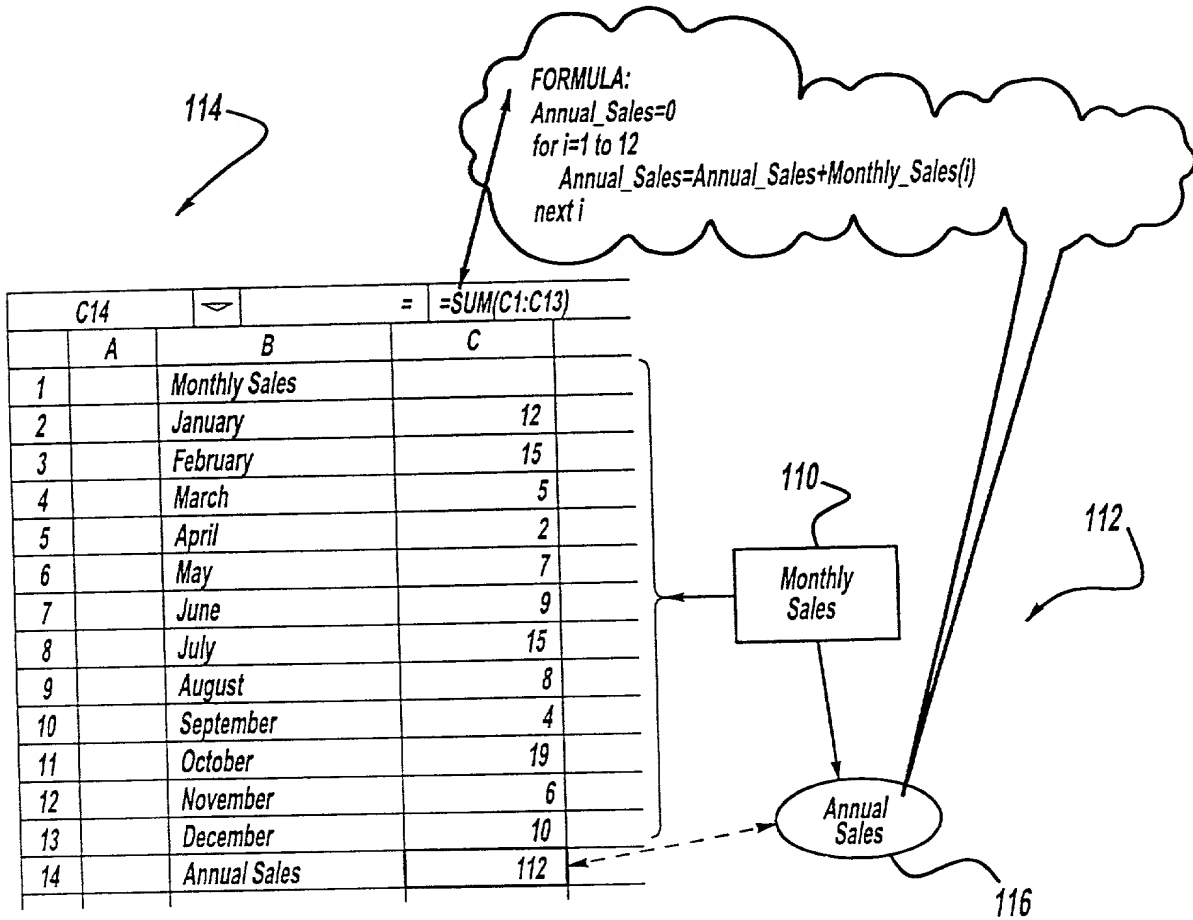 FORMULA:
Annual_Sales=0
for i=1 to 12
Annual_Sales=Annual_Sales+Monthly_Sales(i)
next i
114
C14 = =SUM(C1:C13)
A B C
1 Monthly Sales
2 January 12
3 February 15
4 March 5
5 April 2
6 May 7
7 June 9
8 July 15
9 August 8
10 September 4
11 October 19
12 November 6
13 December 10
14 Annual Sales 112
110
Monthly
Sales
112
Annual
Sales
116